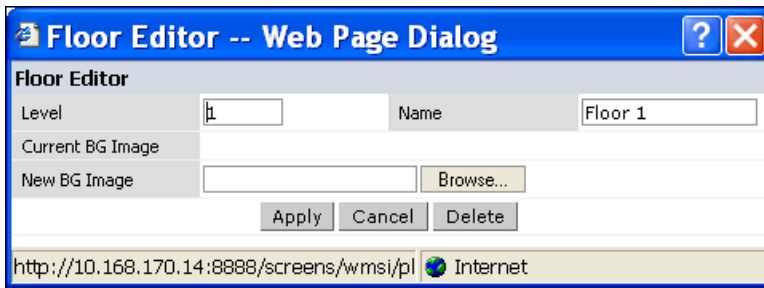 Floor Editor -- Web Page Dialog ?
Floor Editor
Level 1 Name Floor 1
Current BG Image
New BG Image Browse...
Apply Cancel Delete
http://10.168.170.14:8888/screens/wmsi/pl Internet